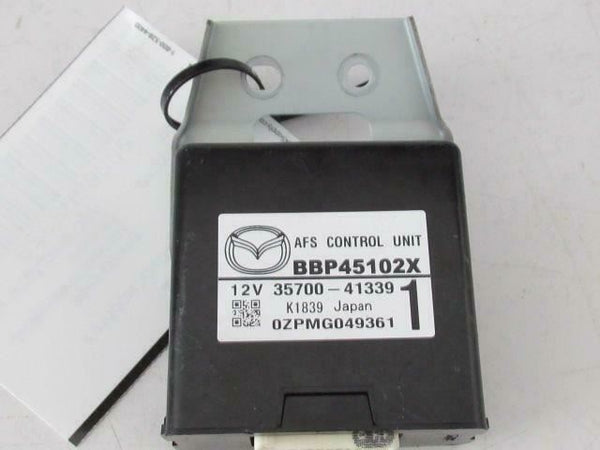 AFS CONTROL UNIT
BBP45102X
12V 35700-41339
1
K1839 Japan
0ZPMG049361